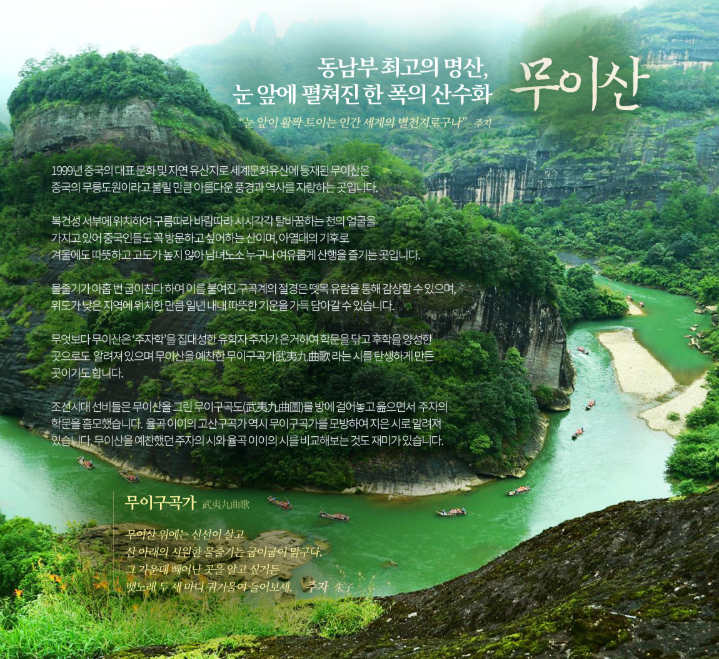 동남부 최고의 명산,
눈 앞에 펼쳐진 한 폭의 산수화
무이산
“눈 앞이 활짝 트이는 인간 세계의 별천지로구나” 주자
1999년 중국의 대표 문화 및 자연 유산지로 세계문화유산에 등재된 무이산은
중국의 무릉도원이라고 불릴 만큼 아름다운 풍경과 역사를 자랑하는 곳입니다.
복건성 서부에 위치하여 구름따라 바람따라 시시각각 탈바꿈하는 천의 얼굴을
가지고 있어 중국인들도 꼭 방문하고 싶어하는 산이며, 아열대의 기후로
겨울에도 따뜻하고 고도가 높지 않아 남녀노소 누구나 여유롭게 산행을 즐기는 곳입니다.
물줄기가 아홉 번 굽이친다 하여 이름 붙여진 구곡계의 절경은 뗏목 유람을 통해 감상할 수 있으며,
위도가 낮은 지역에 위치한 만큼 일년 내내 따뜻한 기운을 가득 담아갈 수 있습니다.
무엇보다 무이산은 ‘주자학’을 집대성한 유학자 주자가 은거하여 학문을 닦고 후학을 양성한
곳으로도 알려져 있으며 무이산을 예찬한 무이구곡가武夷九曲歌 라는 시를 탄생하게 만든
곳이기도 합니다.
조선시대 선비들은 무이산을 그린 무이구곡도(武夷九曲圖)를 방에 걸어놓고 읊으면서 주자의
학문을 흠모했습니다. 율곡 이이의 고산구곡가 역시 무이구곡가를 모방하여 지은 시로 알려져
있습니다. 무이산을 예찬했던 주자의 시와 율곡 이이의 시를 비교해보는 것도 재미가 있습니다.
무이구곡가 武夷九曲歌
무이산 위에는 신선이 살고
산 아래의 시원한 물줄기는 굽이굽이 맑구나.
그 가운데 빼어난 곳을 알고 싶거든
뱃노래 두 세 마디 귀기울여 들어보세. 주자 朱子